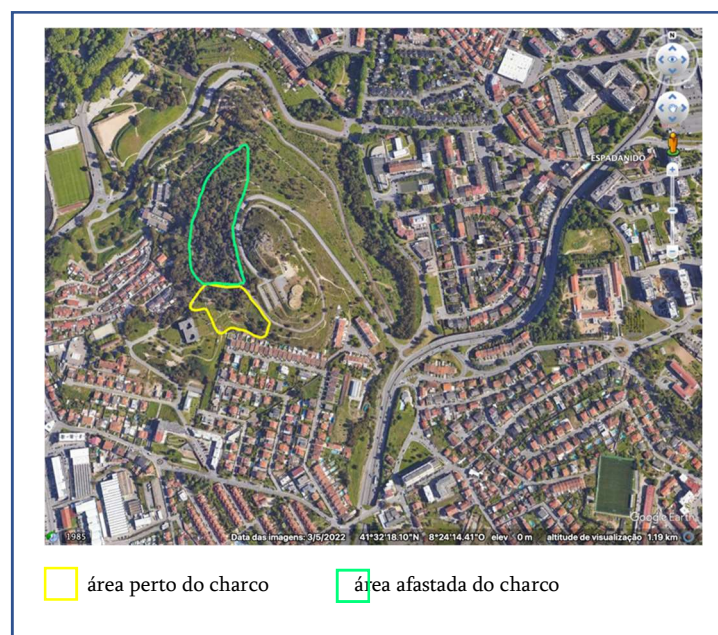 N
ESPADANIDO
Google Earth
1985
Data das imagens: 3/5/2022 41°32'18.10"N 8°24'14.41"O elev 0 m altitude de visualização 1.19 km
área perto do charco
área afastada do charco